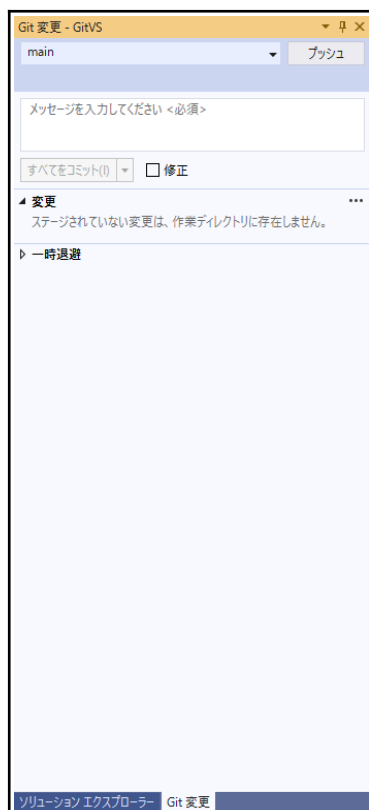 Git 変更 - GitVS
main
プッシュ
メッセージを入力してください <必須>
すべてをコミット(I)
修正
変更
ステージされていない変更は、作業ディレクトリに存在しません。
一時退避
ソリューション エクスプローラー Git 変更